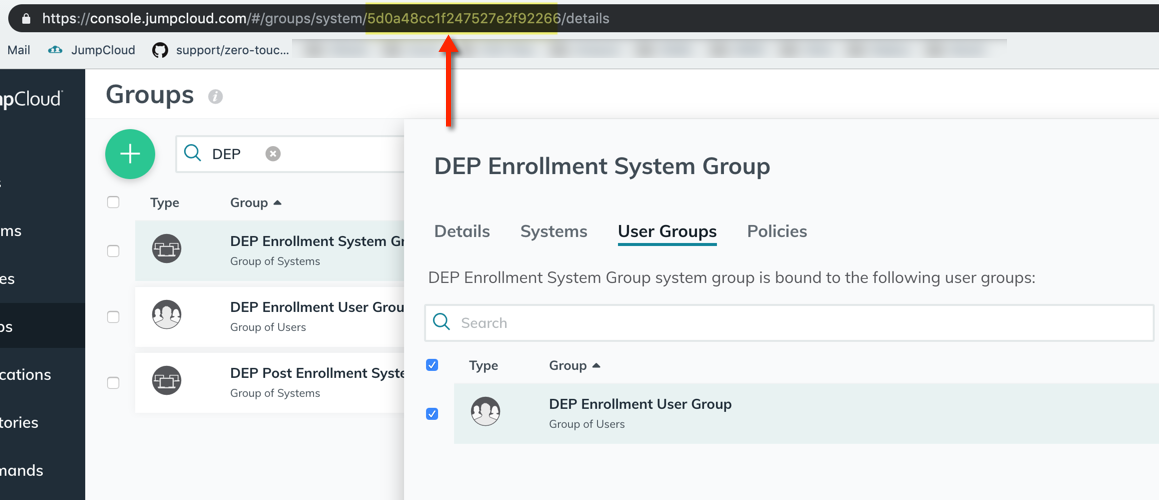 https://console.jumpcloud.com/#/groups/system/5d0a48cc1f247527e2f92266/details
Mail JumpCloud support/zero-touc...
mpCloud
Groups i
DEP
Type Group
DEP Enrollment System Gr
Group of Systems
DEP Enrollment User Grou
Group of Users
DEP Post Enrollment Syste
Group of Systems
s
ms
es
ps
cations
tories
mands
DEP Enrollment System Group
Details Systems User Groups Policies
DEP Enrollment System Group system group is bound to the following user groups:
Search
Type Group
DEP Enrollment User Group
Group of Users